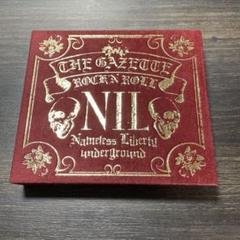 THE GAZETTE
ROCK'N ROLL
NIL
Nameless Liberty
underground